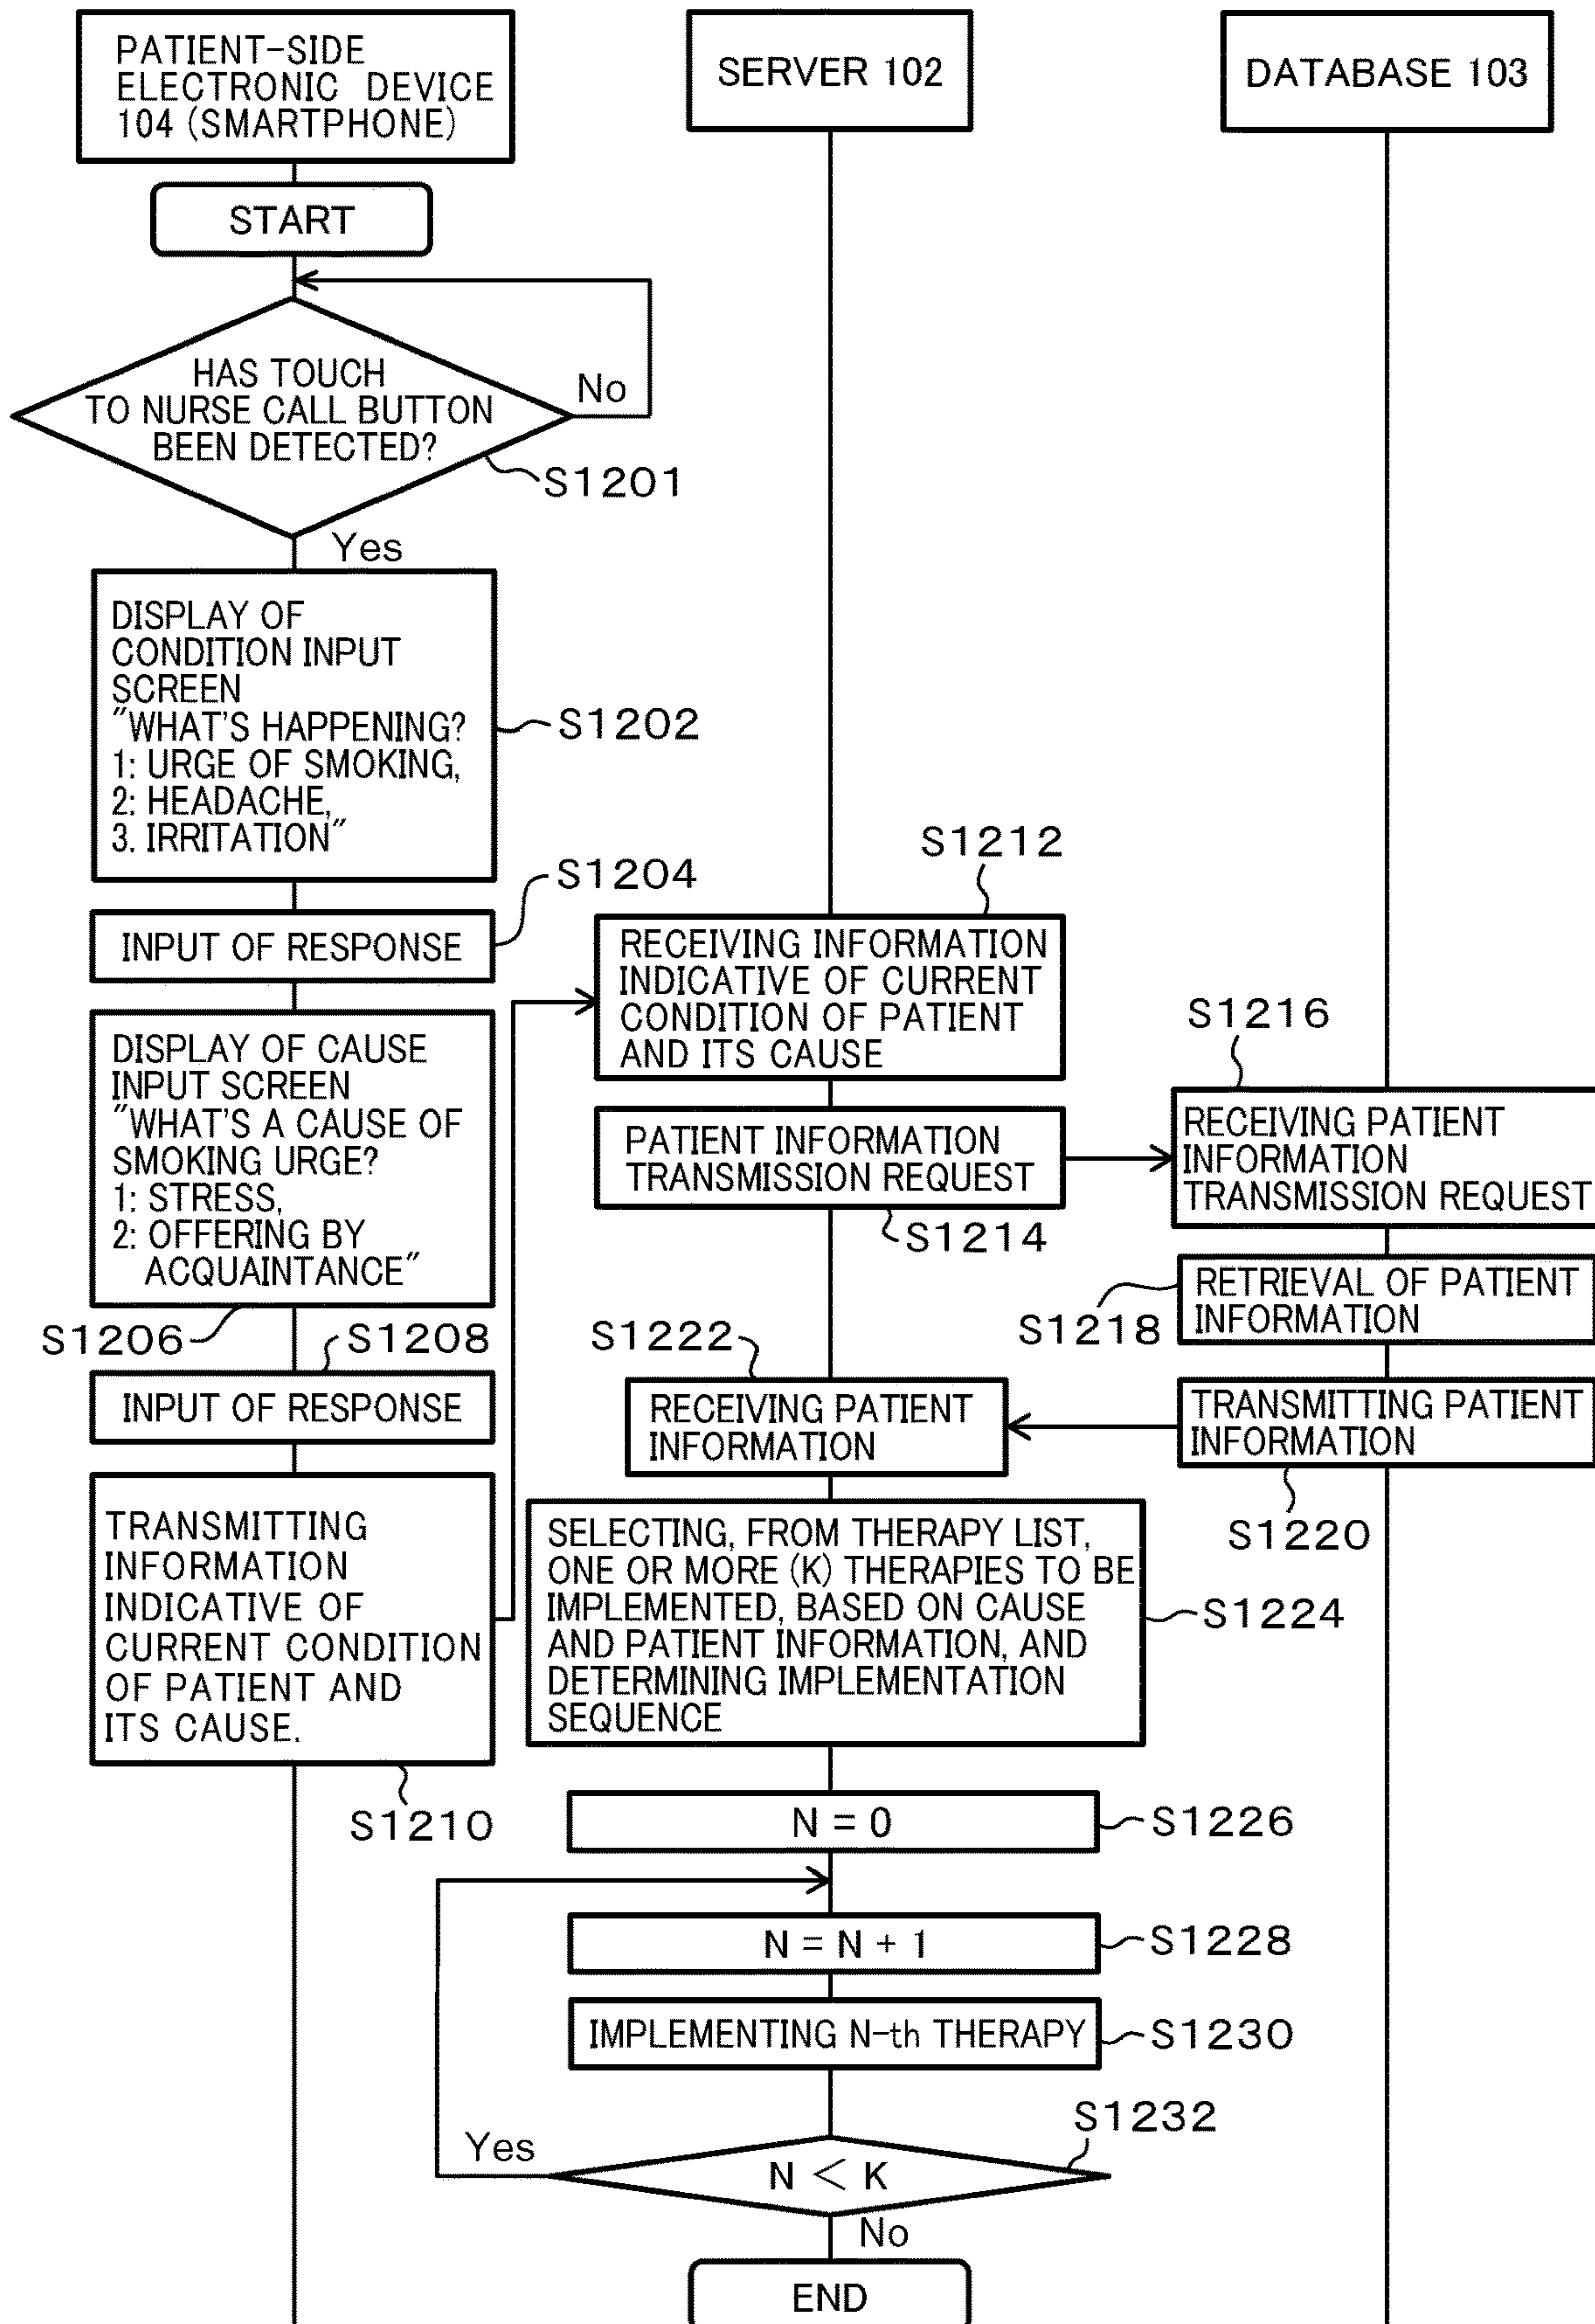 PATIENT-SIDE
ELECTRONIC DEVICE
104 (SMARTPHONE)
SERVER 102
DATABASE 103
START
HAS TOUCH
TO NURSE CALL BUTTON
BEEN DETECTED?
No
S1201
Yes
DISPLAY OF
CONDITION INPUT
SCREEN
"WHAT'S HAPPENING?
1: URGE OF SMOKING,
2: HEADACHE,
3. IRRITATION"
S1202
S1204
INPUT OF RESPONSE
DISPLAY OF CAUSE
INPUT SCREEN
"WHAT'S A CAUSE OF
SMOKING URGE?
1: STRESS,
2: OFFERING BY
ACQUAINTANCE"
S1206
S1208
INPUT OF RESPONSE
TRANSMITTING
INFORMATION
INDICATIVE OF
CURRENT CONDITION
OF PATIENT AND
ITS CAUSE.
S1210
S1212
RECEIVING INFORMATION
INDICATIVE OF CURRENT
CONDITION OF PATIENT
AND ITS CAUSE
PATIENT INFORMATION
TRANSMISSION REQUEST
S1214
S1216
RECEIVING PATIENT
INFORMATION
TRANSMISSION REQUEST
RETRIEVAL OF PATIENT
INFORMATION
S1218
TRANSMITTING PATIENT
INFORMATION
S1220
S1222
RECEIVING PATIENT
INFORMATION
SELECTING, FROM THERAPY LIST,
ONE OR MORE (K) THERAPIES TO BE
IMPLEMENTED, BASED ON CAUSE
AND PATIENT INFORMATION, AND
DETERMINING IMPLEMENTATION
SEQUENCE
S1224
N = 0
S1226
N = N + 1
S1228
IMPLEMENTING N-th THERAPY
S1230
S1232
Yes
N < K
No
END